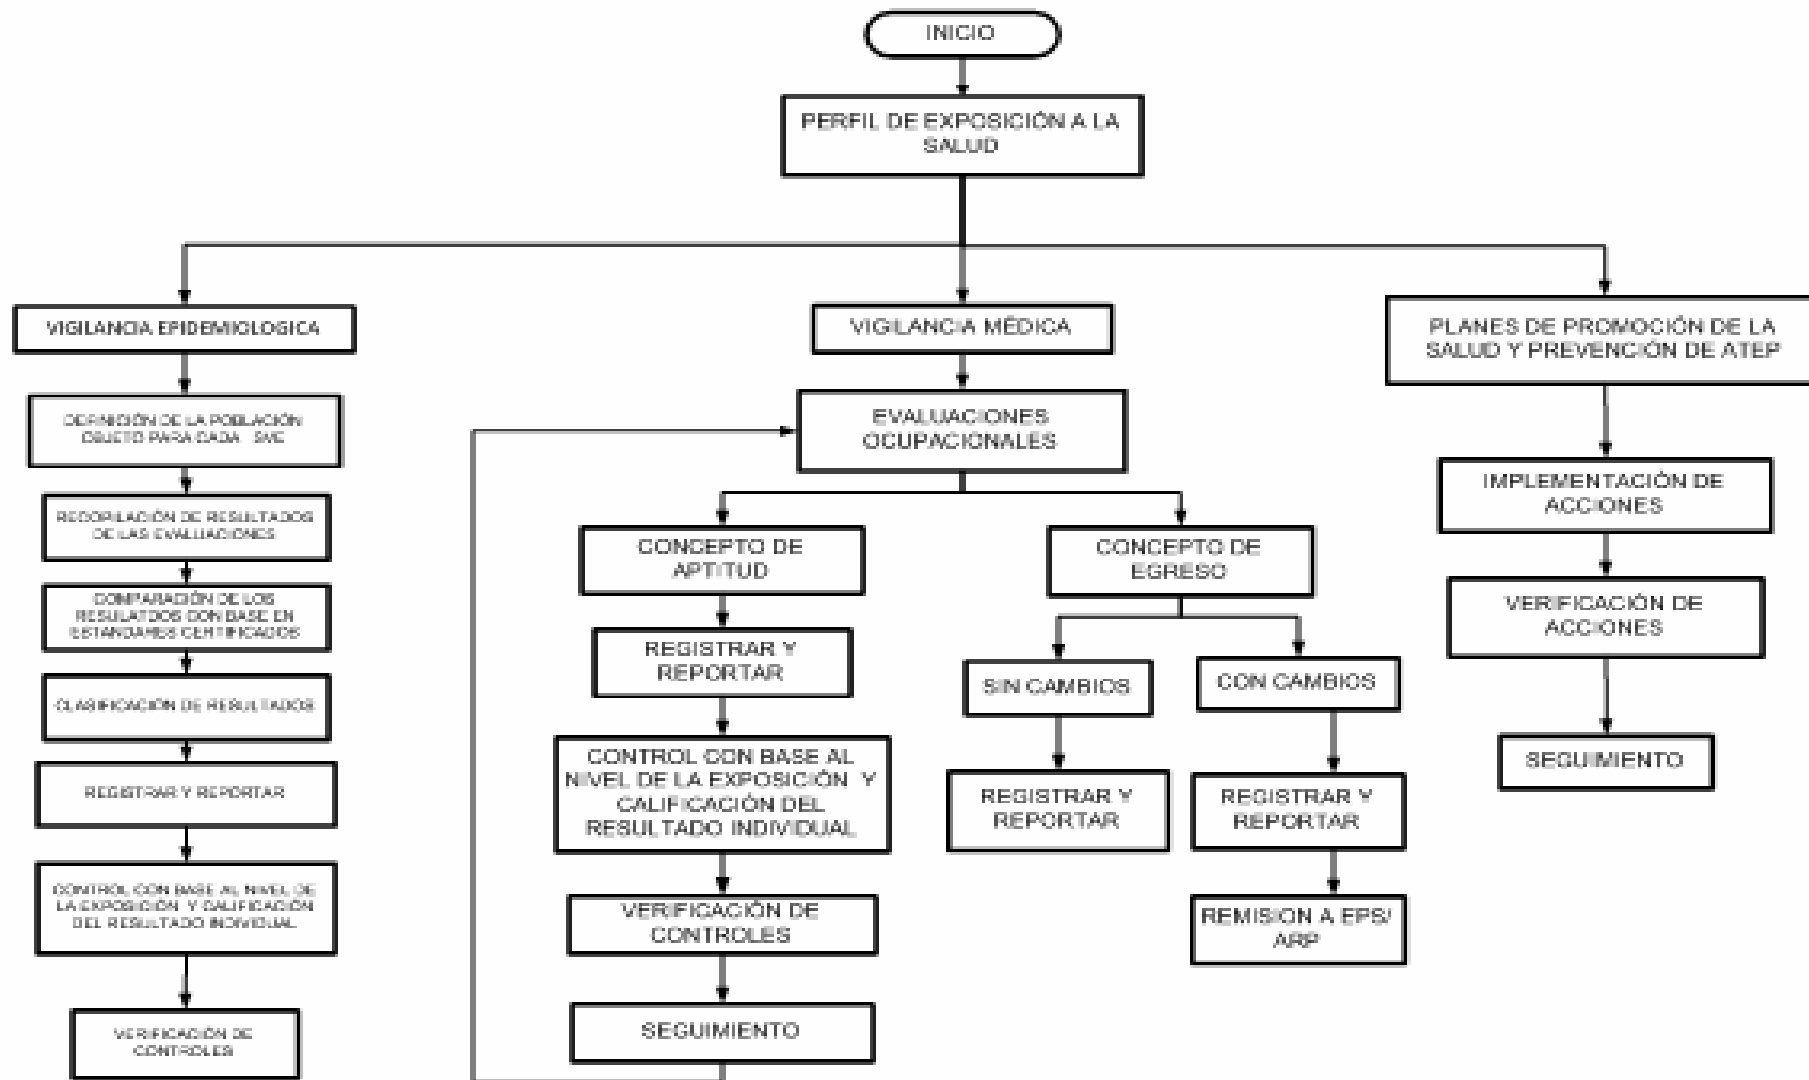 INICIO
PERFIL DE EXPOSICIÓN A LA
SALUD
VIGILANCIA EPIDEMIOLOGICA
DEFINICIÓN DE LA POBLACIÓN
OBJETO PARA CADA SVE
RECOPILACIÓN DE RESULTADOS
DE LAS EVALUACIONES
COMPARACIÓN DE LOS
RESULATDOS CON BASE EN
ESTANDARES CERTIFICADOS
CLASIFICACIÓN DE RESULTADOS
REGISTRAR Y REPORTAR
CONTROL CON BASE AL NIVEL DE
LA EXPOSICIÓN Y CALIFICACIÓN
DEL RESULTADO INDIVIDUAL
VERIFICACIÓN DE
CONTROLES
VIGILANCIA MÉDICA
EVALUACIONES
OCUPACIONALES
CONCEPTO DE
APTITUD
REGISTRAR Y
REPORTAR
CONTROL CON BASE AL
NIVEL DE LA EXPOSICIÓN Y
CALIFICACIÓN DEL
RESULTADO INDIVIDUAL
VERIFICACIÓN DE
CONTROLES
SEGUIMIENTO
CONCEPTO DE
EGRESO
SIN CAMBIOS
REGISTRAR Y
REPORTAR
CON CAMBIOS
REGISTRAR Y
REPORTAR
REMISION A EPS/
ARP
PLANES DE PROMOCIÓN DE LA
SALUD Y PREVENCIÓN DE ATEP
IMPLEMENTACIÓN DE
ACCIONES
VERIFICACIÓN DE
ACCIONES
SEGUIMIENTO